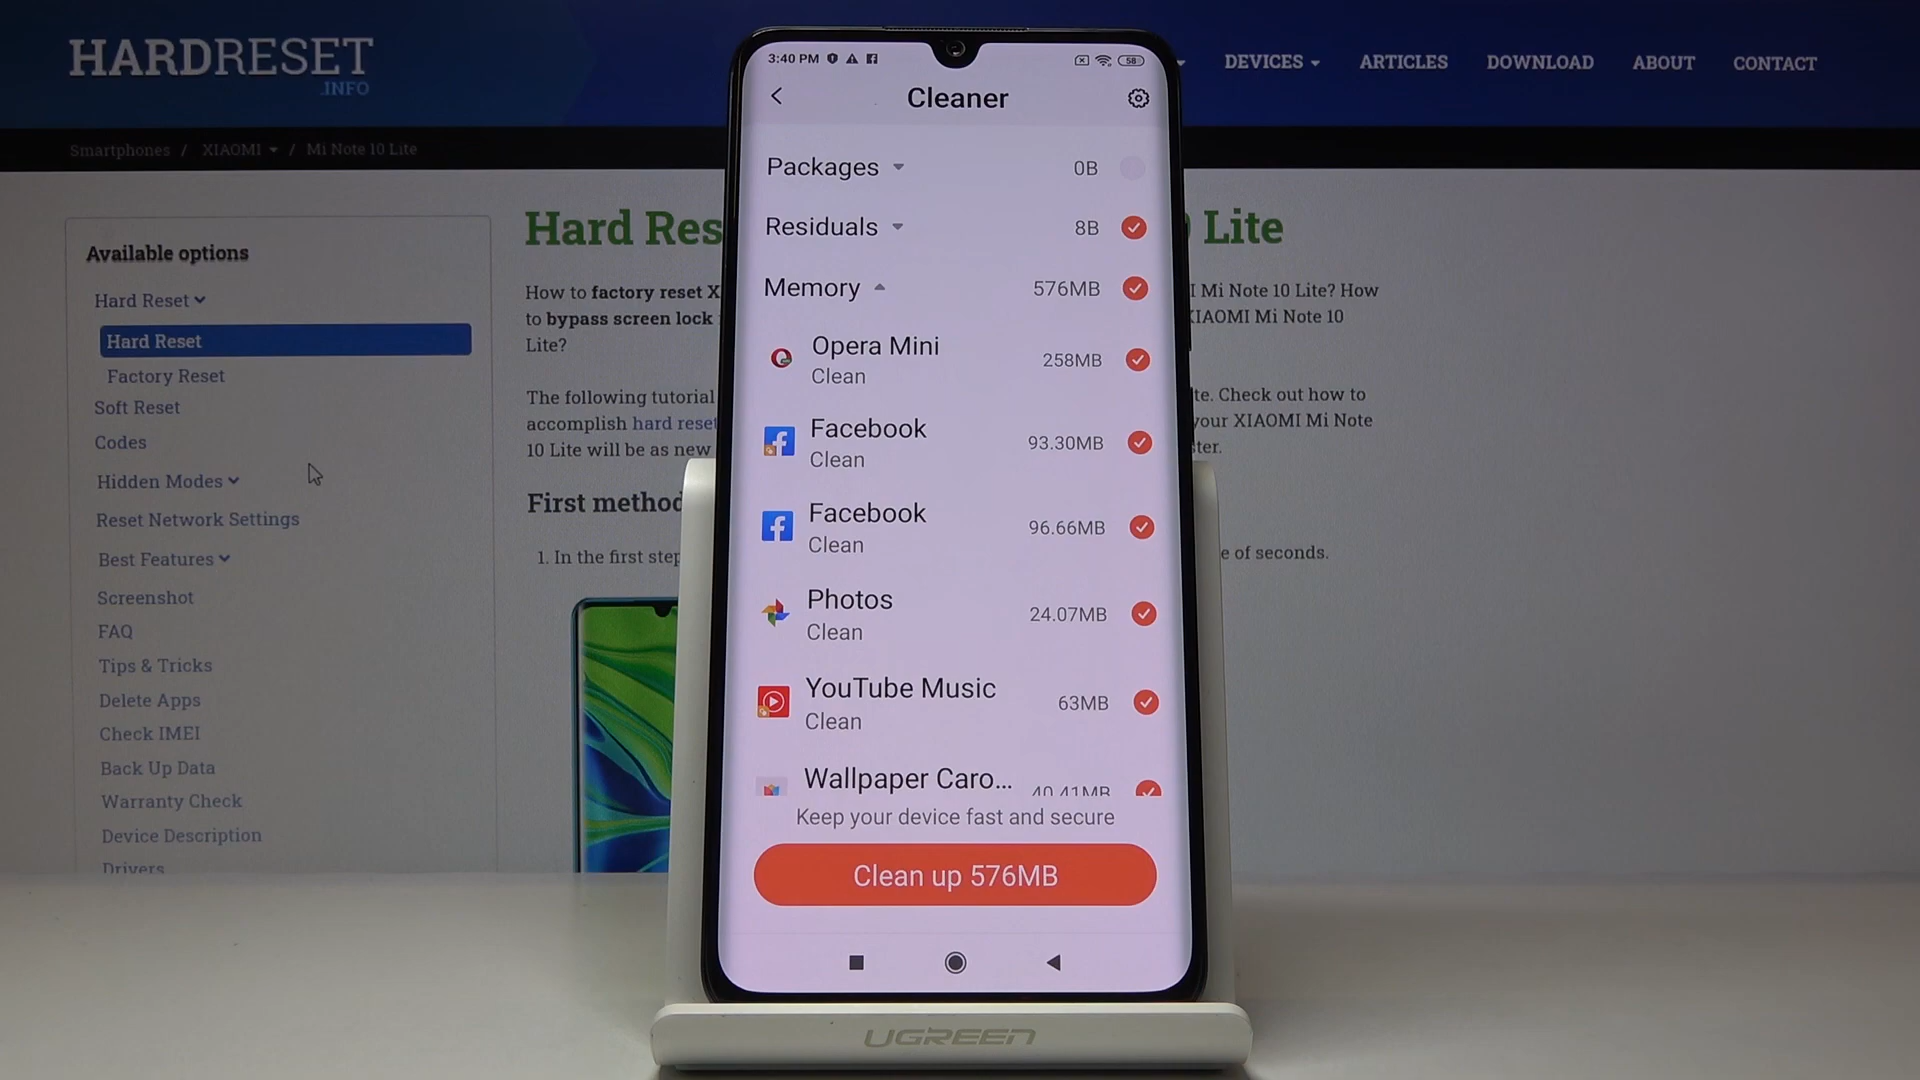 HARDRESET
.INFO
DEVICES
ARTICLES
DOWNLOAD
ABOUT
CONTACT
Smartphones / XIAOMI / Mi Note 10 Lite
Available options
Hard Reset
Hard Reset
Factory Reset
Soft Reset
Codes
Hidden Modes
Reset Network Settings
Best Features
Screenshot
FAQ
Tips & Tricks
Delete Apps
Check IMEI
Back Up Data
Warranty Check
Device Description
Drivers
Hard Res
Lite
How to factory reset X
I Mi Note 10 Lite? How
to bypass screen lock
XIAOMI Mi Note 10
Lite?
The following tutorial
te. Check out how to
accomplish hard reset
your XIAOMI Mi Note
10 Lite will be as new
ter.
First method
1. In the first step
e of seconds.
3:40 PM
58
Cleaner
Packages 0B
Residuals 8B
Memory 576MB
Opera Mini 258MB
Clean
Facebook 93.30MB
Clean
Facebook 96.66MB
Clean
Photos 24.07MB
Clean
YouTube Music 63MB
Clean
Wallpaper Caro... 40.41MB
Keep your device fast and secure
Clean up 576MB
UGREEN